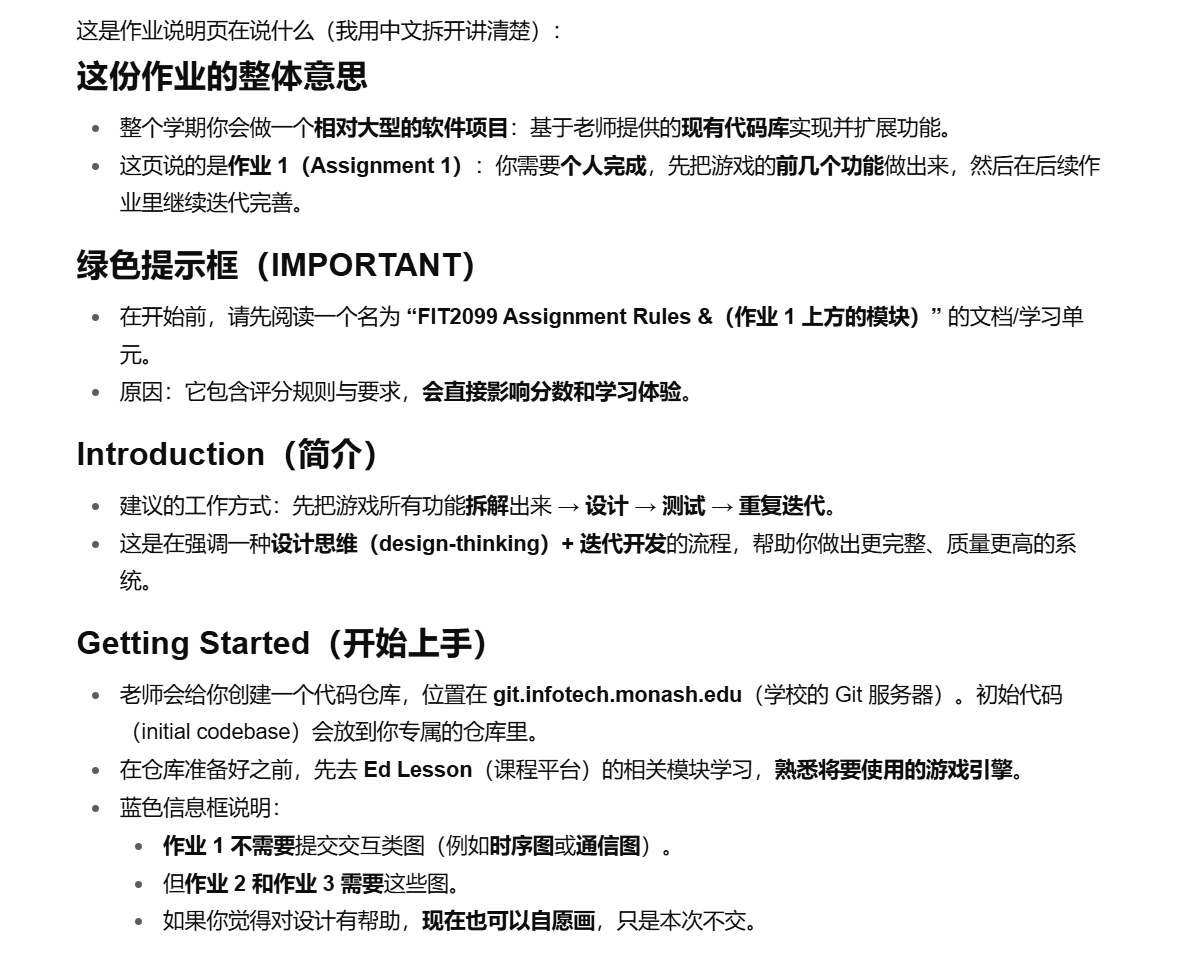 这是作业说明页在说什么（我用中文拆开讲清楚）：
这份作业的整体意思
• 整个学期你会做一个相对大型的软件项目：基于老师提供的现有代码库实现并扩展功能。
• 这页说的是作业 1（Assignment 1）：你需要个人完成，先把游戏的前几个功能做出来，然后在后续作
业里继续迭代完善。
绿色提示框（IMPORTANT）
• 在开始前，请先阅读一个名为 “FIT2099 Assignment Rules &（作业 1 上方的模块）” 的文档/学习单
元。
• 原因：它包含评分规则与要求，会直接影响分数和学习体验。
Introduction（简介）
• 建议的工作方式：先把游戏所有功能拆解出来 → 设计 → 测试 → 重复迭代。
• 这是在强调一种设计思维（design-thinking）+ 迭代开发的流程，帮助你做出更完整、质量更高的系
统。
Getting Started（开始上手）
• 老师会给你创建一个代码仓库，位置在 git.infotech.monash.edu（学校的 Git 服务器）。初始代码
（initial codebase）会放到你专属的仓库里。
• 在仓库准备好之前，先去 Ed Lesson（课程平台）的相关模块学习，熟悉将要使用的游戏引擎。
• 蓝色信息框说明：
• 作业 1 不需要提交交互类图（例如时序图或通信图）。
• 但作业 2 和作业 3 需要这些图。
• 如果你觉得对设计有帮助，现在也可以自愿画，只是本次不交。